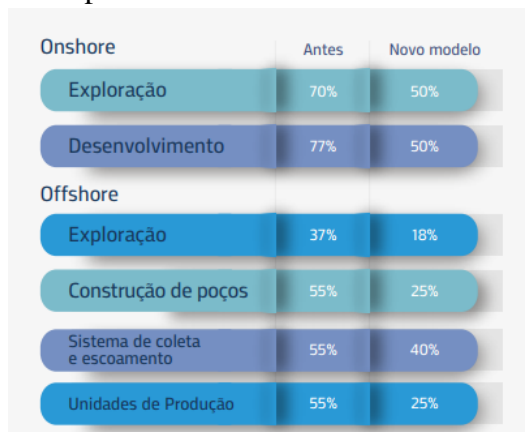 Onshore Antes Novo modelo
Exploração 70% 50%
Desenvolvimento 77% 50%
Offshore
Exploração 37% 18%
Construção de poços 55% 25%
Sistema de coleta
e escoamento 55% 40%
Unidades de Produção 55% 25%